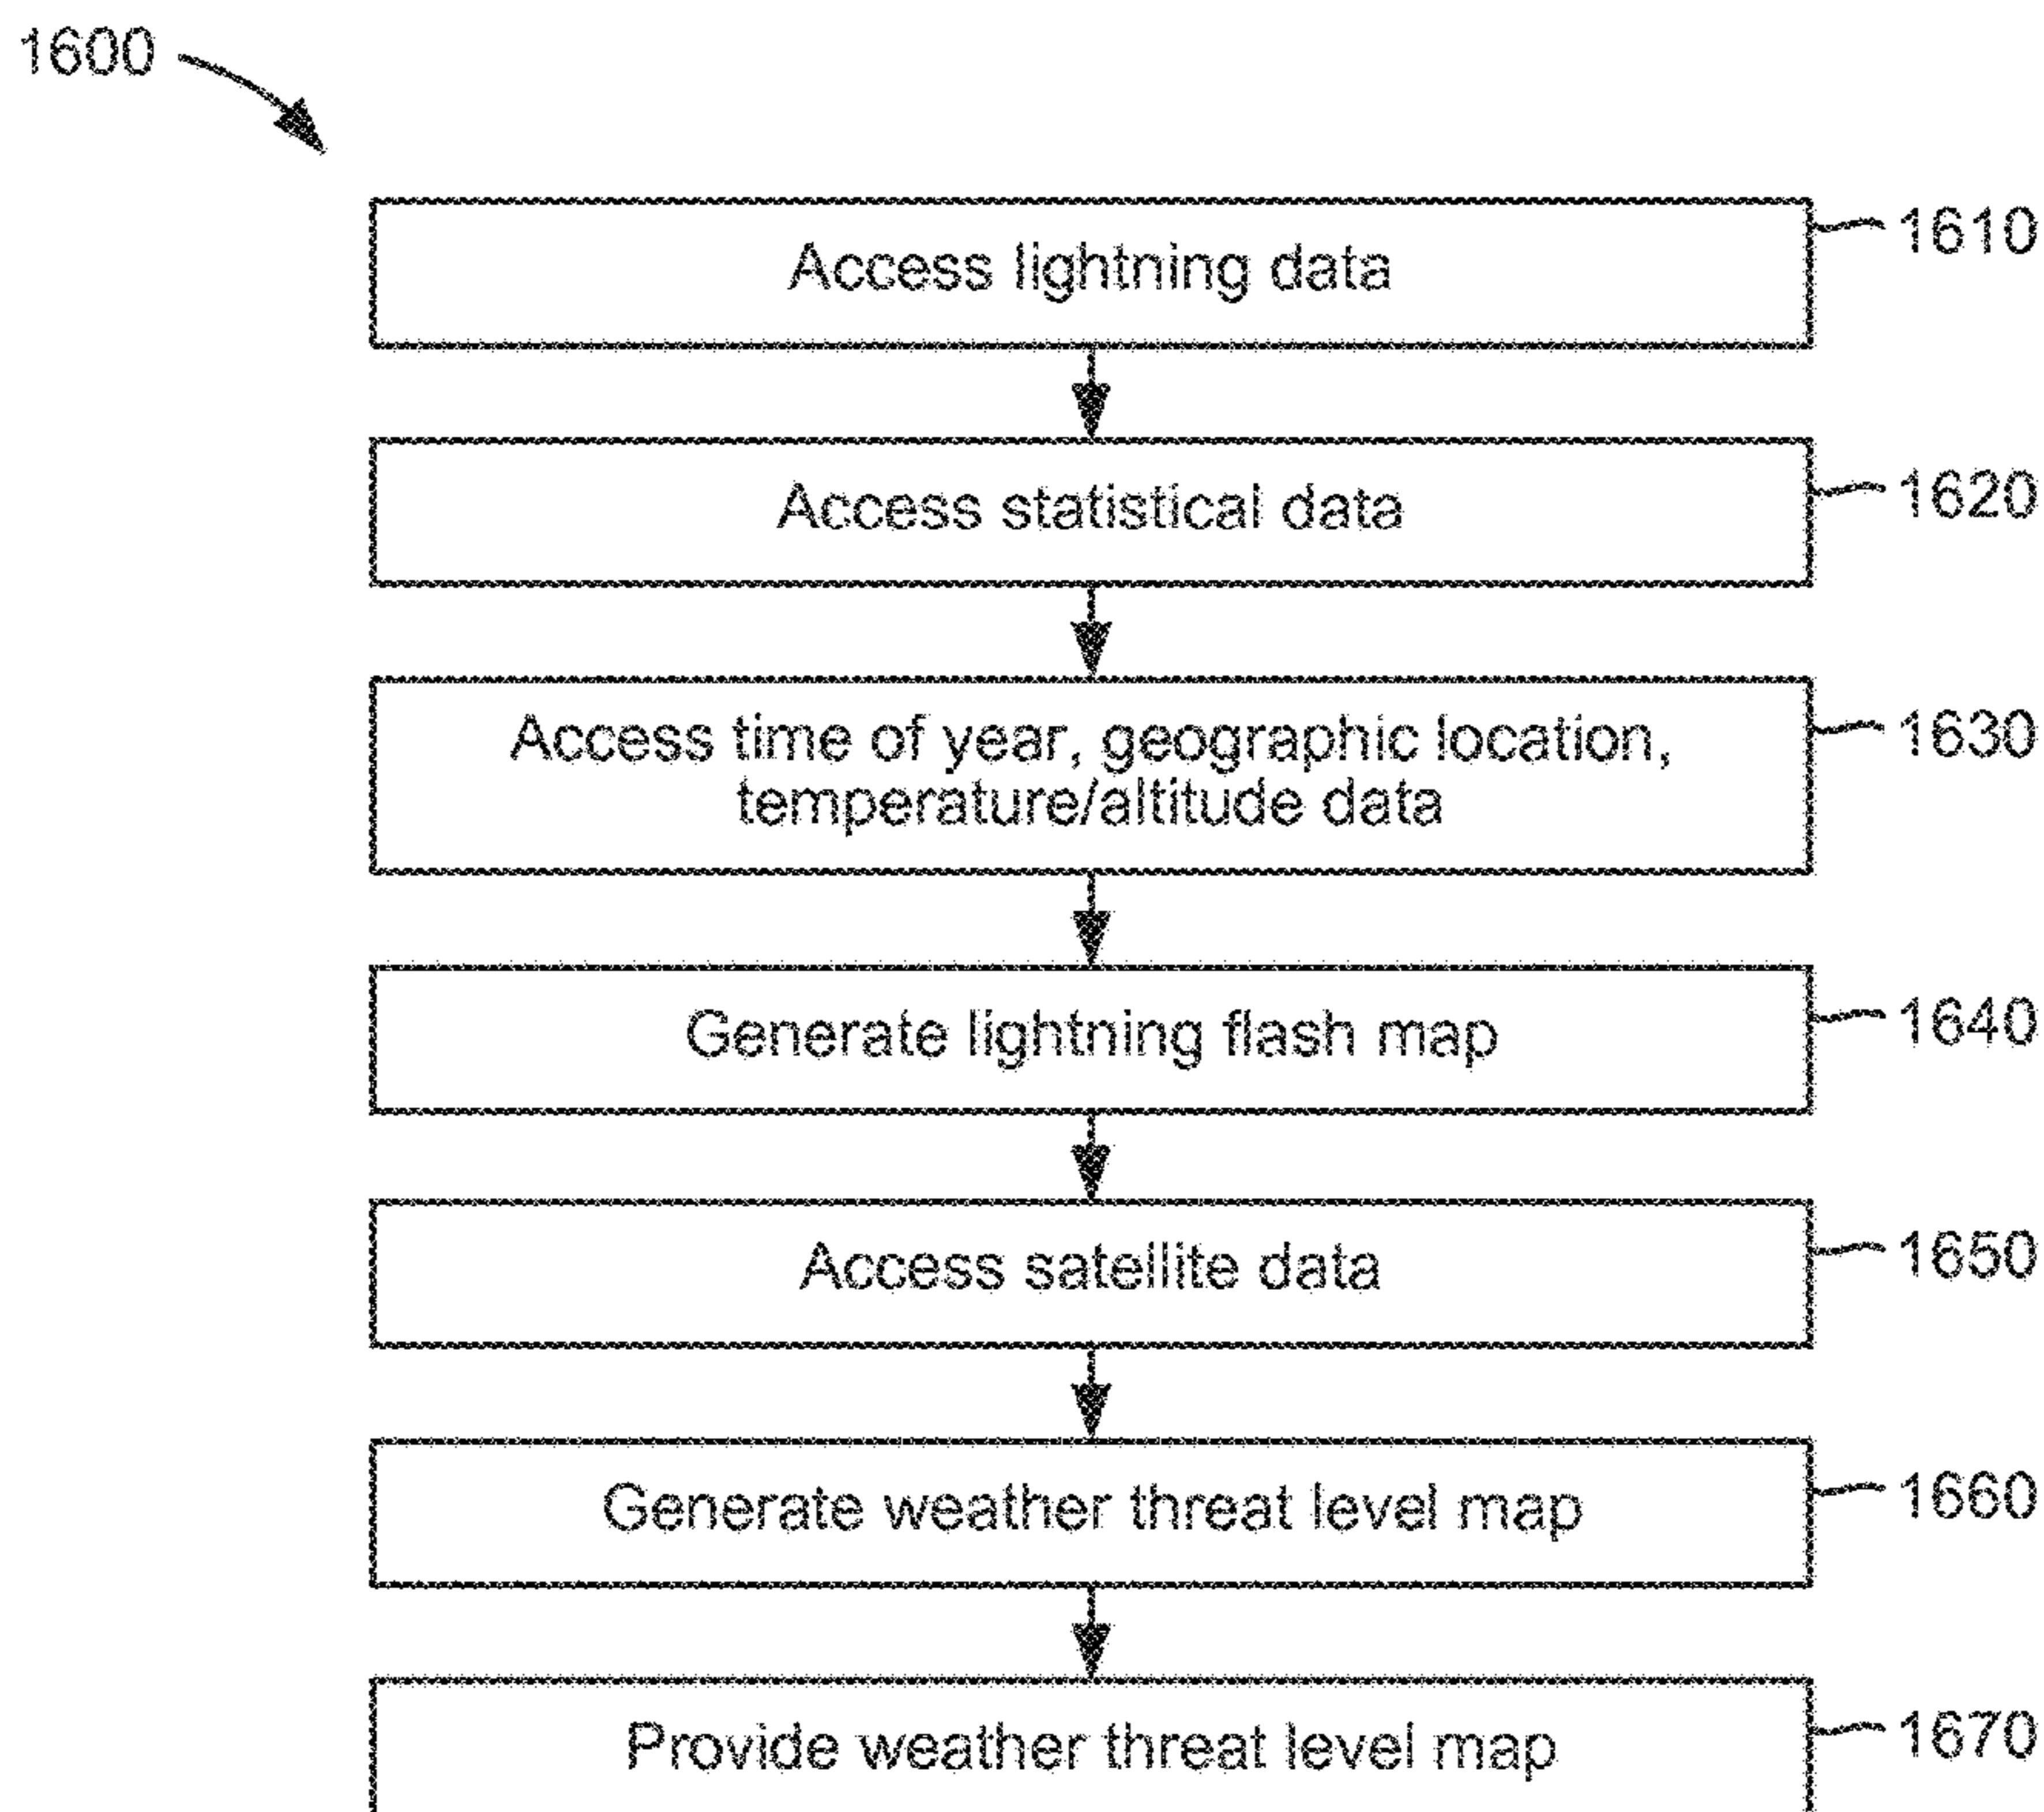 1600
Access lightning data
1610
Access statistical data
1620
Access time of year, geographic location,
temperature/altitude data
1630
Generate lightning flash map
1640
Access satellite data
1650
Generate weather threat level map
1660
Provide weather threat level map
1670